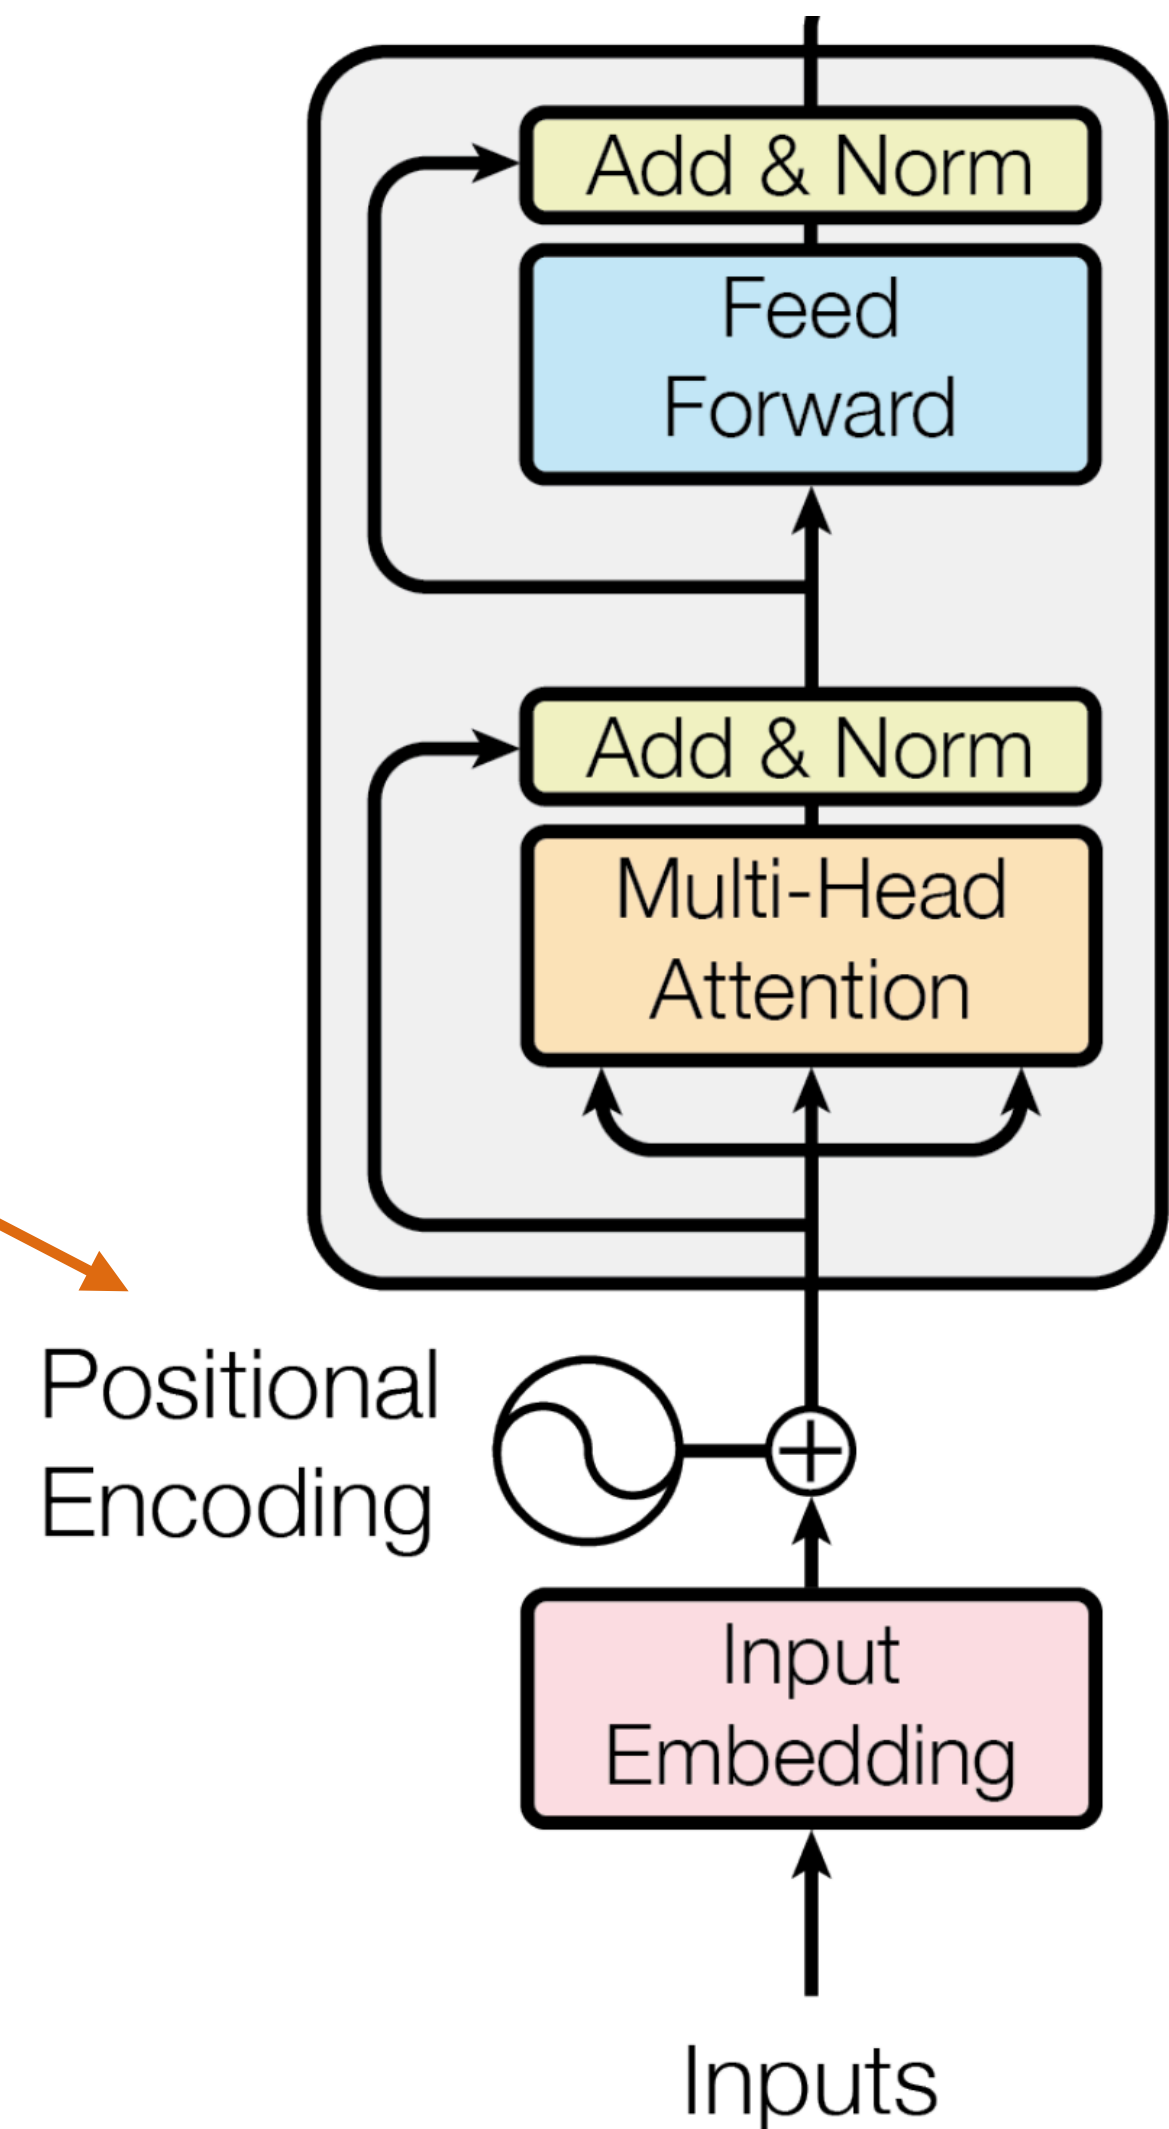 Add & Norm
Feed
Forward
Add & Norm
Multi-Head
Attention
Positional
Encoding
Input
Embedding
Inputs